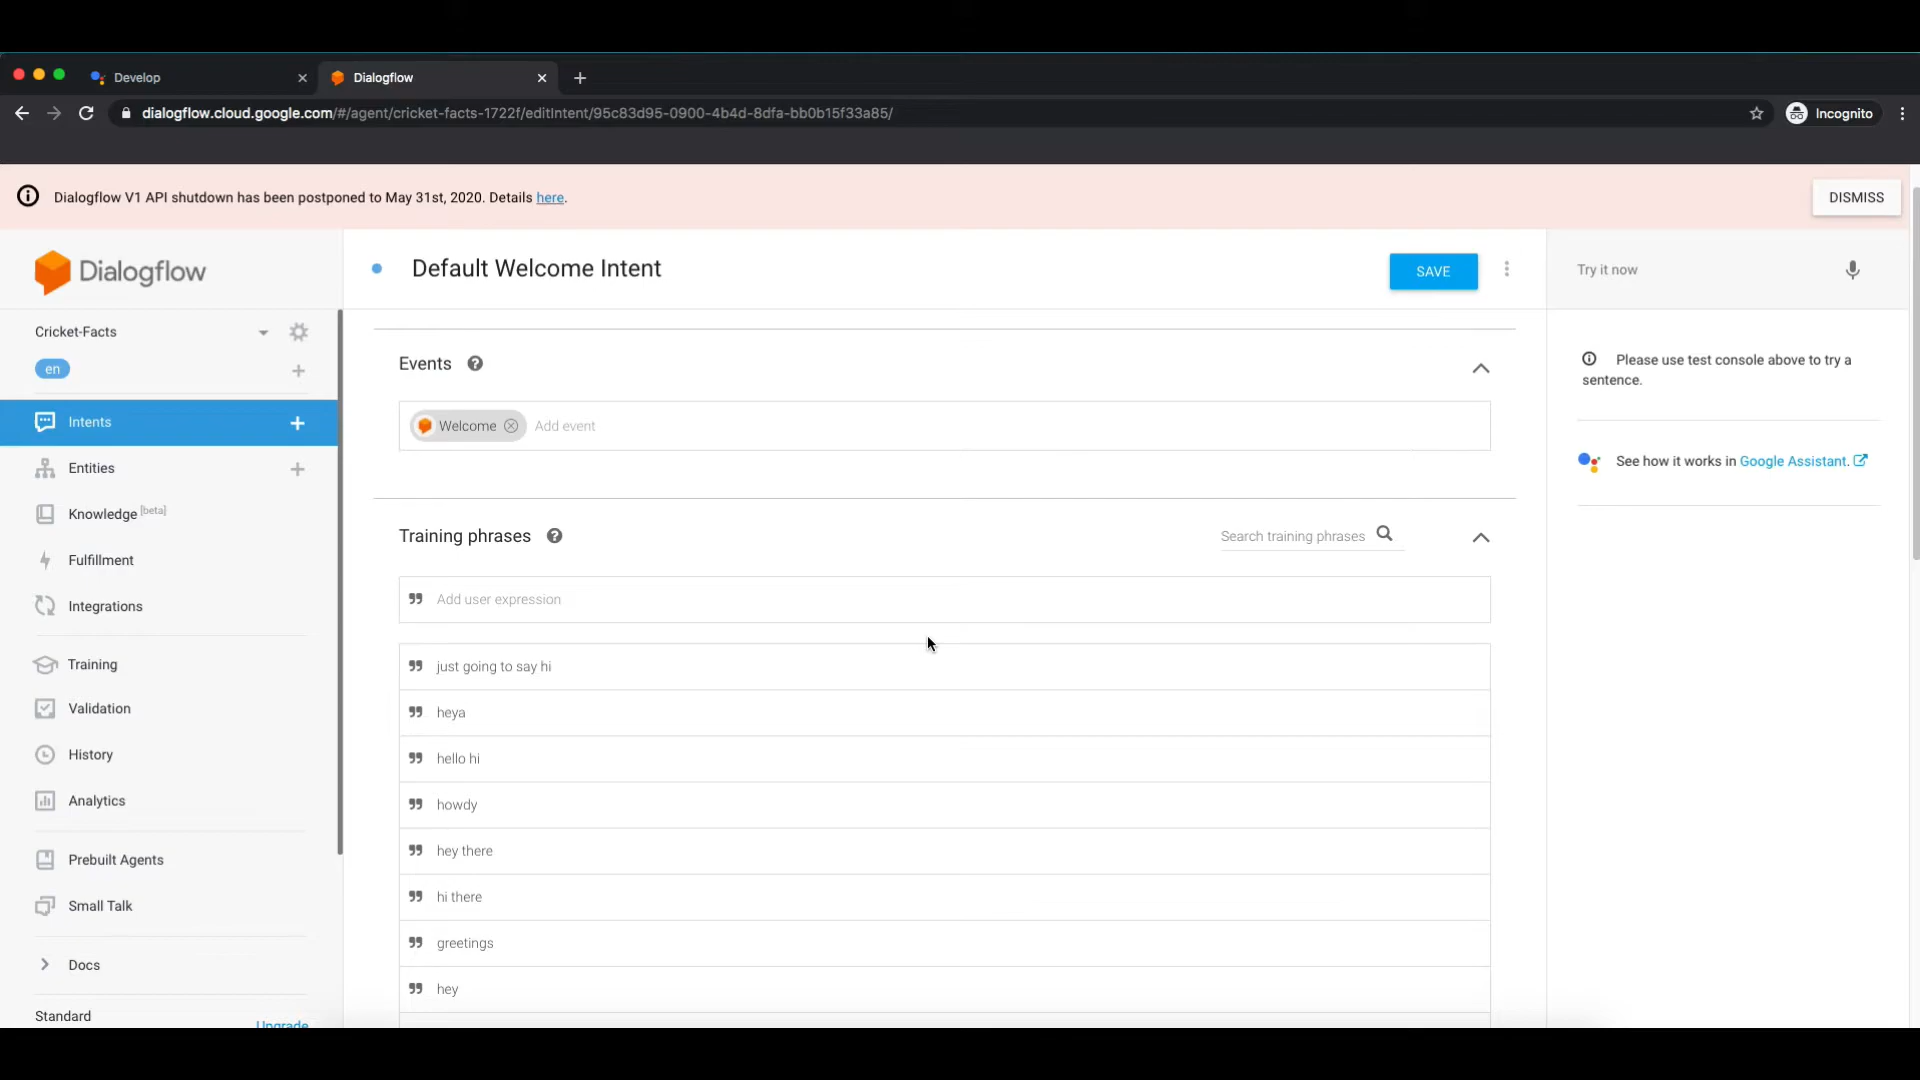 Develop
Dialogflow
dialogflow.cloud.google.com/#/agent/cricket-facts-1722f/editIntent/95c83d95-0900-4b4d-8dfa-bb0b15f33a85/
Incognito
Dialogflow V1 API shutdown has been postponed to May 31st, 2020. Details here.
DISMISS
Dialogflow
Default Welcome Intent
SAVE
Try it now
Cricket-Facts
en
Intents
Entities
Knowledge [beta]
Fulfillment
Integrations
Training
Validation
History
Analytics
Prebuilt Agents
Small Talk
Docs
Standard
Upgrade
Events
Welcome
Add event
Training phrases
Search training phrases
Add user expression
just going to say hi
heya
hello hi
howdy
hey there
hi there
greetings
hey
Please use test console above to try a
sentence.
See how it works in Google Assistant.